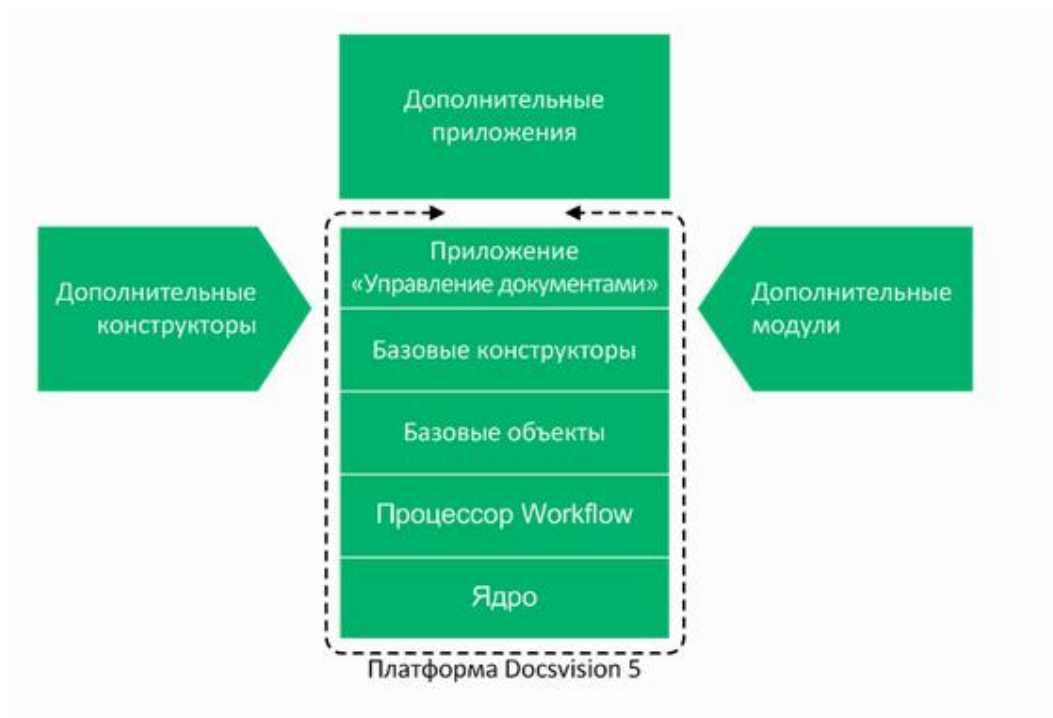 Дополнительные
приложения
Дополнительные
конструкторы
Приложение
«Управление документами»
Базовые конструкторы
Базовые объекты
Процессор Workflow
Ядро
Дополнительные
модули
Платформа Docsvision 5